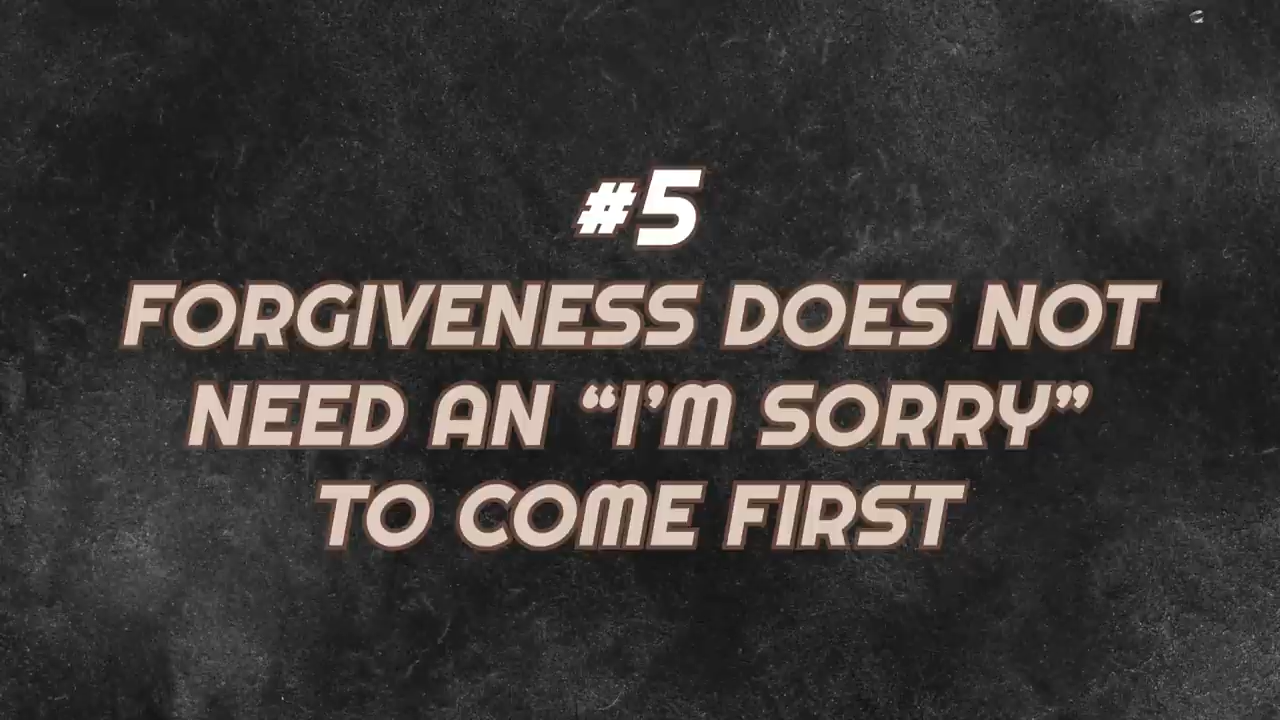 #5
FORGIVENESS DOES NOT
NEED AN “I’M SORRY”
TO COME FIRST